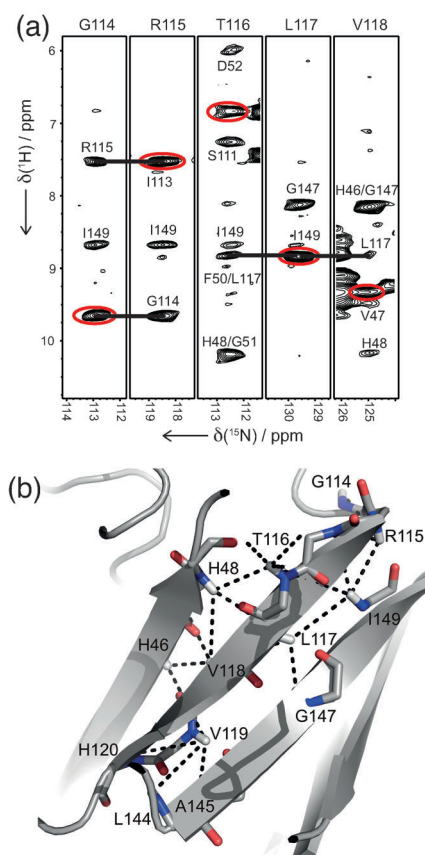 (a)
G114 R115 T116 L117 V118
6
7
8
9
10
δ(¹H) / ppm
D52
R115
I113
S111
G147
H46/G147
I149
I149
I149
I149
L117
F50/L117
G114
V47
H48/G51
H48
114 113 112 119 118 113 112 130 129 126 125
δ(¹⁵N) / ppm
(b)
G114
T116
R115
H48
I149
L117
H46
V118
G147
V119
H120
A145
L144